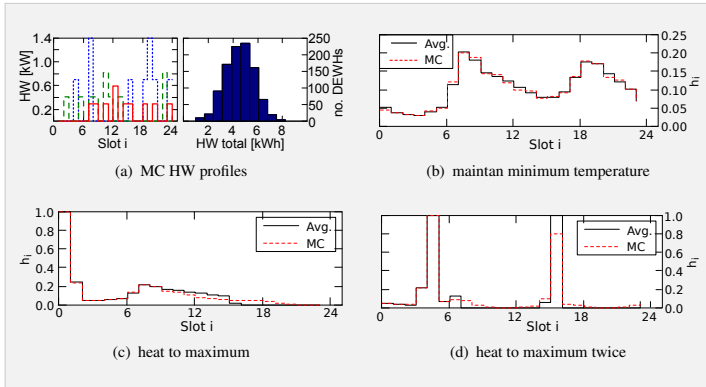 HW [kW]
1.4
1.2
0.9
0.6
0.3
0
6
12
18
24
Slot i
250
200
150
100
50
0
no. DEWHs
2
4
6
8
HW total [kWh]
(a) MC HW profiles
Avg.
MC
0.25
0.20
0.15
0.10
0.05
0.00
h_i
0
6
12
18
24
Slot i
(b) maintan minimum temperature
h_i
1.0
0.8
0.6
0.4
0.2
0.0
Avg.
MC
0
6
12
18
24
Slot i
(c) heat to maximum
Avg.
MC
1.0
0.8
0.6
0.4
0.2
0.0
h_i
0
6
12
18
24
Slot i
(d) heat to maximum twice